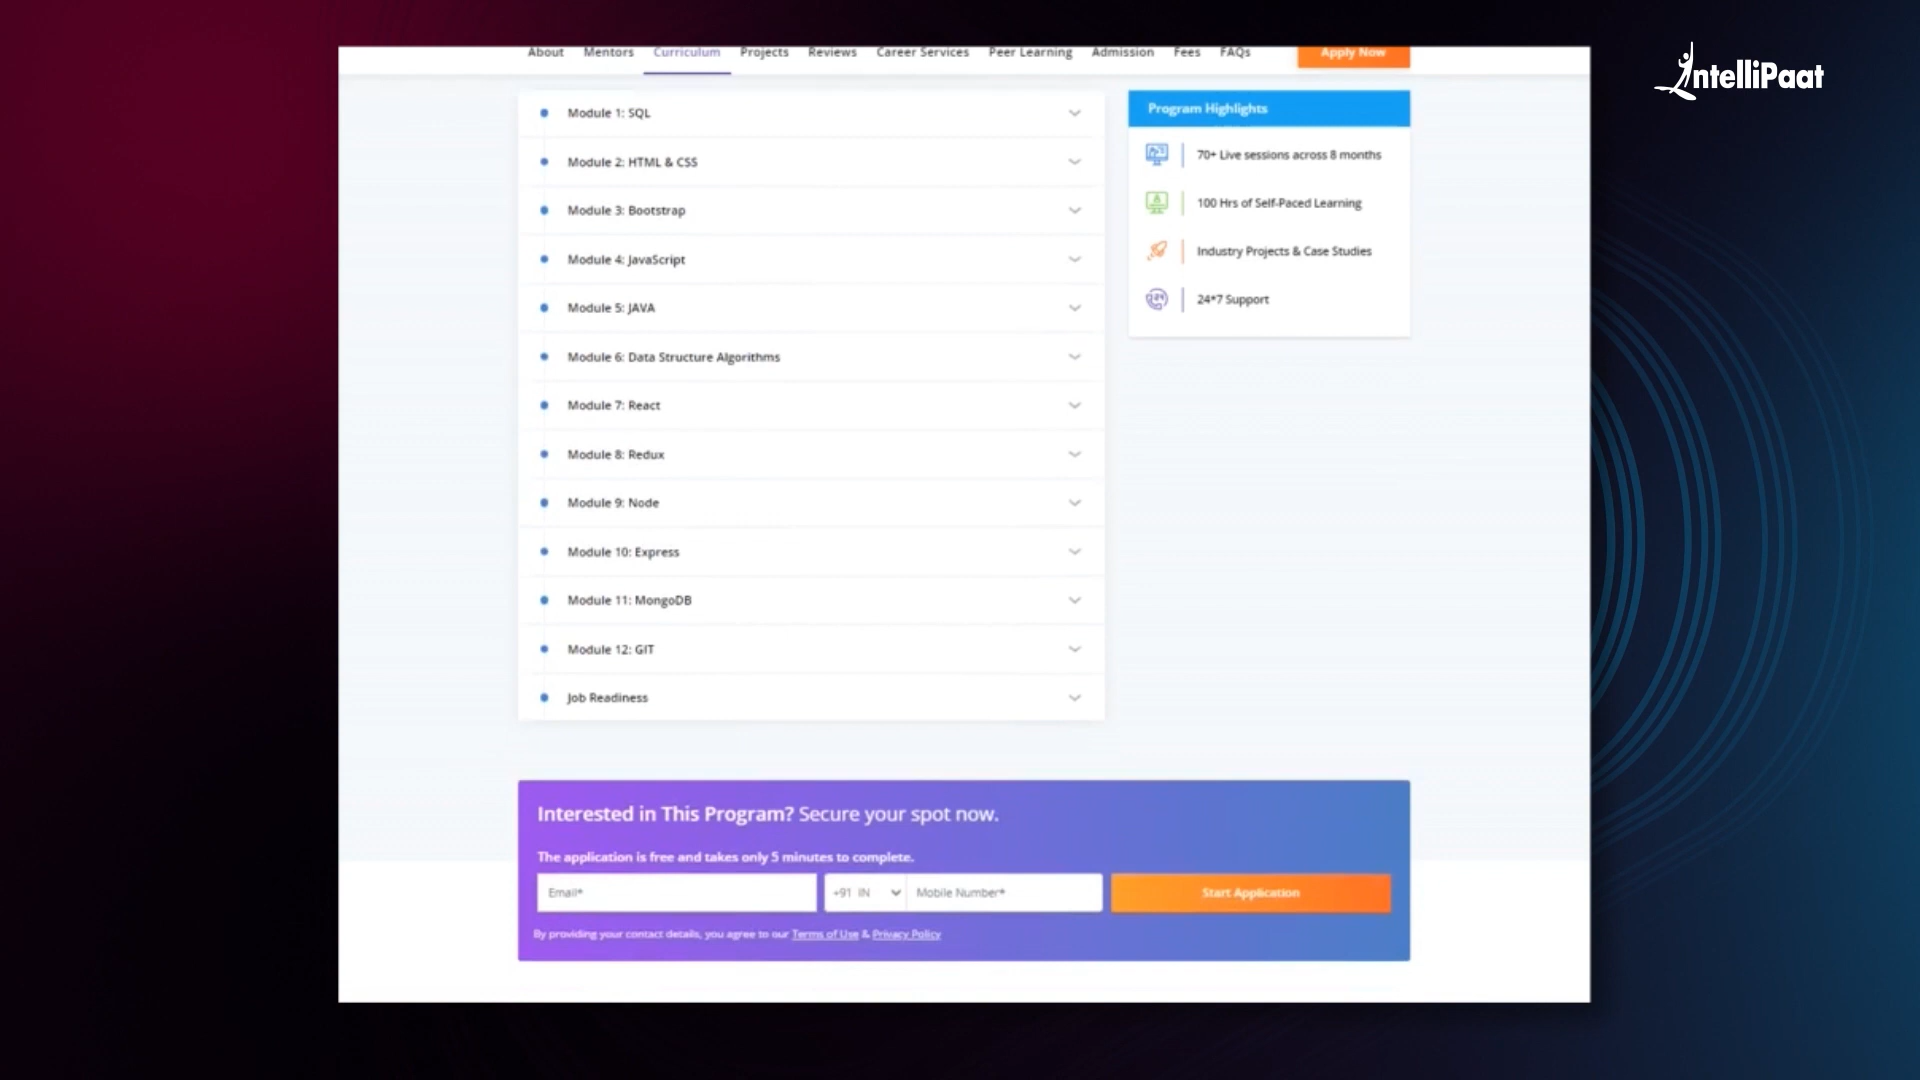 About Mentors Curriculum Projects Reviews Career Services Peer Learning Admission Fees FAQs Apply Now
IntelliPaat
Module 1: SQL
Module 2: HTML & CSS
Module 3: Bootstrap
Module 4: JavaScript
Module 5: JAVA
Module 6: Data Structure Algorithms
Module 7: React
Module 8: Redux
Module 9: Node
Module 10: Express
Module 11: MongoDB
Module 12: GIT
Job Readiness
Program Highlights
70+ Live sessions across 8 months
100 Hrs of Self-Paced Learning
Industry Projects & Case Studies
24*7 Support
Interested in This Program? Secure your spot now.
The application is free and takes only 5 minutes to complete.
Email* +91 IN Mobile Number* Start Application
By providing your contact details, you agree to our Terms of Use & Privacy Policy